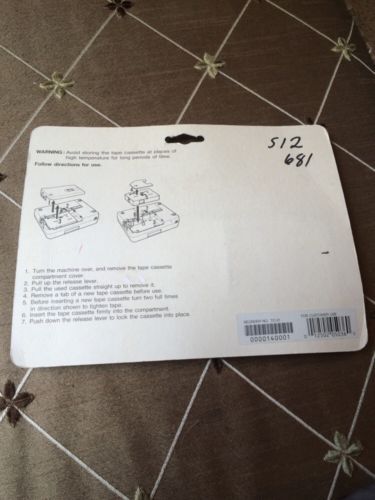 WARNING: Avoid storing the tape cassette at places of
high temperature for long periods of time.
Follow directions for use.
512
681
1. Turn the machine over, and remove the tape cassette
compartment cover.
2. Pull up the release lever.
3. Pull the used cassette straight up to remove it.
4. Remove a tab of a new tape cassette before use.
5. Before inserting a new tape cassette turn two full times
in direction shown to tighten tape.
6. Insert the tape cassette firmly into the compartment.
7. Push down the release lever to lock the cassette into place.
0000140001
FOR CUSTOMER USE